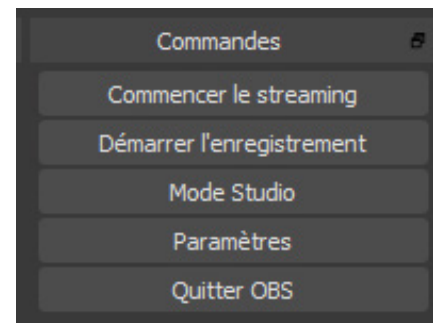 Commandes
Commencer le streaming
Démarrer l'enregistrement
Mode Studio
Paramètres
Quitter OBS